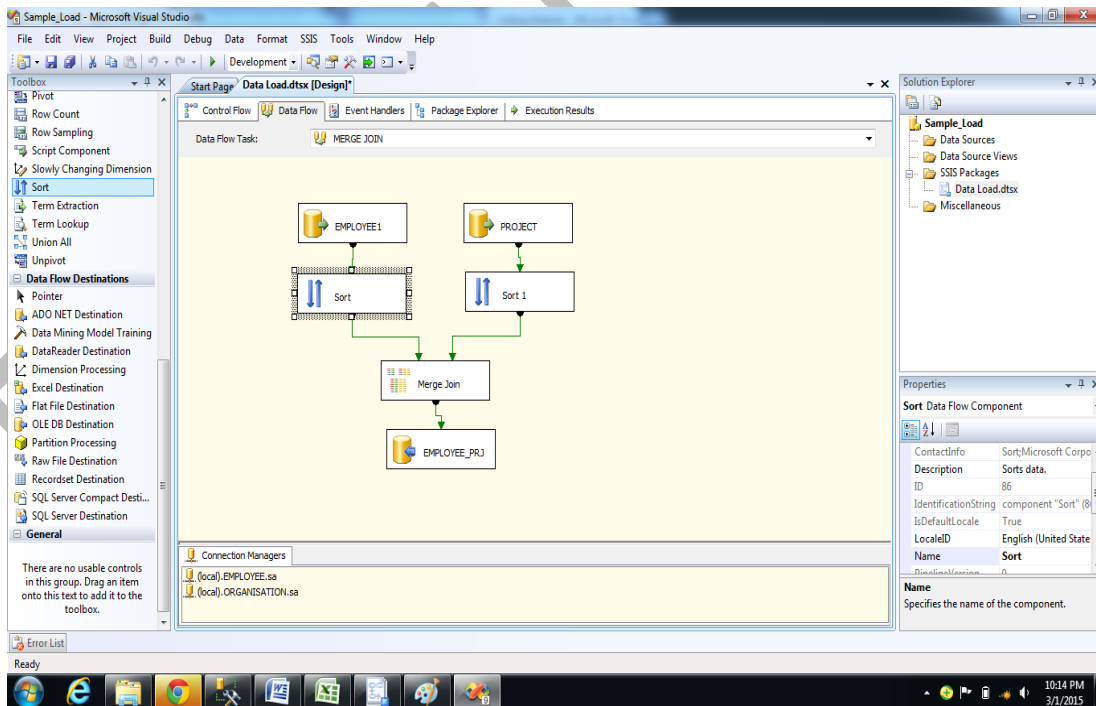 Sample_Load - Microsoft Visual Studio
File Edit View Project Build Debug Data Format SSIS Tools Window Help
Development
Toolbox
Pivot
Row Count
Row Sampling
Script Component
Slowly Changing Dimension
Sort
Term Extraction
Term Lookup
Union All
Unpivot
Data Flow Destinations
Pointer
ADO NET Destination
Data Mining Model Training
DataReader Destination
Dimension Processing
Excel Destination
Flat File Destination
OLE DB Destination
Partition Processing
Raw File Destination
Recordset Destination
SQL Server Compact Desti...
SQL Server Destination
General
There are no usable controls
in this group. Drag an item
onto this text to add it to the
toolbox.
Start Page Data Load.dtsx [Design]*
Control Flow Data Flow Event Handlers Package Explorer Execution Results
Data Flow Task: MERGE JOIN
EMPLOYEE1 PROJECT
Sort Sort 1
Merge Join
EMPLOYEE_PRJ
Connection Managers
(local).EMPLOYEE.sa
(local).ORGANISATION.sa
Solution Explorer
Sample_Load
Data Sources
Data Source Views
SSIS Packages
Data Load.dtsx
Miscellaneous
Properties
Sort Data Flow Component
ContactInfo Sort;Microsoft Corpo
Description Sorts data.
ID 86
IdentificationString component "Sort" (8
IsDefaultLocale True
LocaleID English (United State
Name Sort
PipelineVersion 0
Name
Specifies the name of the component.
Error List
Ready
10:14 PM
3/1/2015